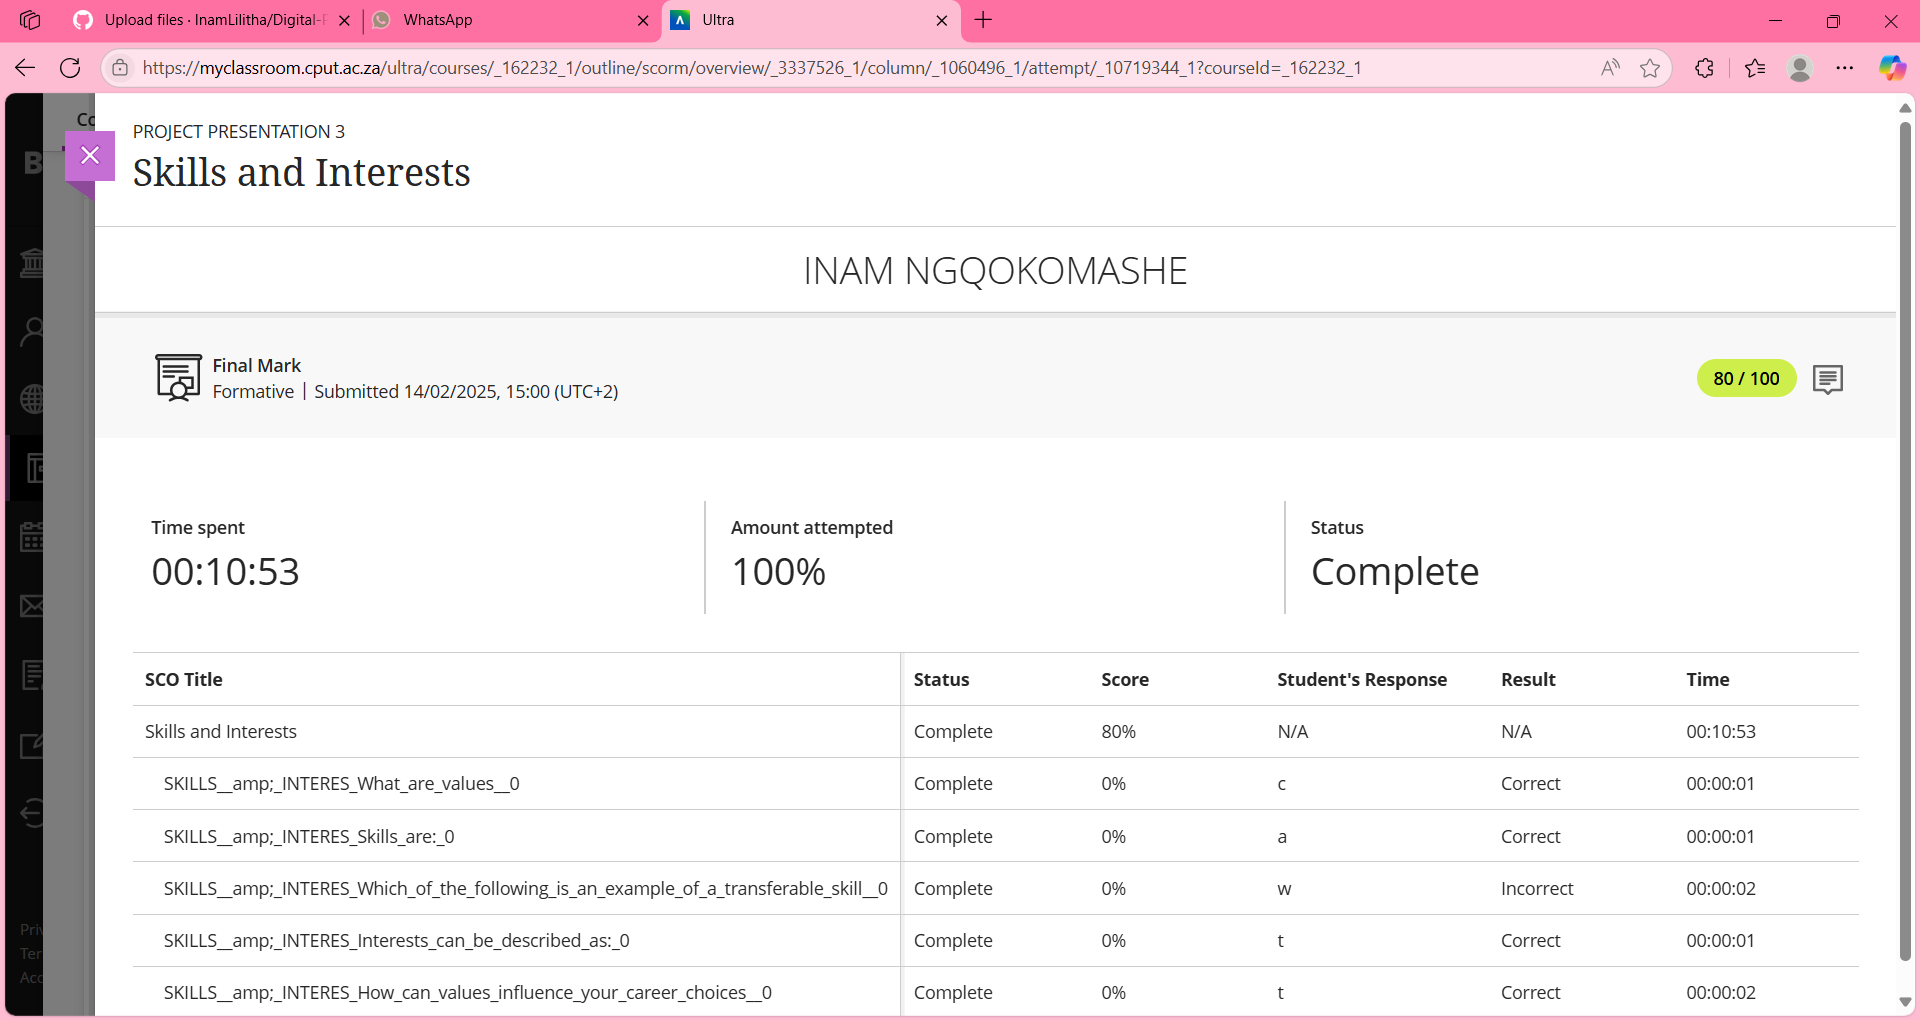 Upload files · InamLilitha/Digital-P
WhatsApp
Ultra
https://myclassroom.cput.ac.za/ultra/courses/_162232_1/outline/scorm/overview/_3337526_1/column/_1060496_1/attempt/_10719344_1?courseId=_162232_1
Co
B
PROJECT PRESENTATION 3
Skills and Interests
INAM NGQOKOMASHE
Final Mark
Formative | Submitted 14/02/2025, 15:00 (UTC+2)
80 / 100
Time spent
00:10:53
Amount attempted
100%
Status
Complete
SCO Title Status Score Student's Response Result Time
Skills and Interests Complete 80% N/A N/A 00:10:53
SKILLS__amp;_INTERES_What_are_values__0 Complete 0% c Correct 00:00:01
SKILLS__amp;_INTERES_Skills_are:_0 Complete 0% a Correct 00:00:01
SKILLS__amp;_INTERES_Which_of_the_following_is_an_example_of_a_transferable_skill__0 Complete 0% w Incorrect 00:00:02
SKILLS__amp;_INTERES_Interests_can_be_described_as:_0 Complete 0% t Correct 00:00:01
SKILLS__amp;_INTERES_How_can_values_influence_your_career_choices__0 Complete 0% t Correct 00:00:02
Priv
Ter
Acc